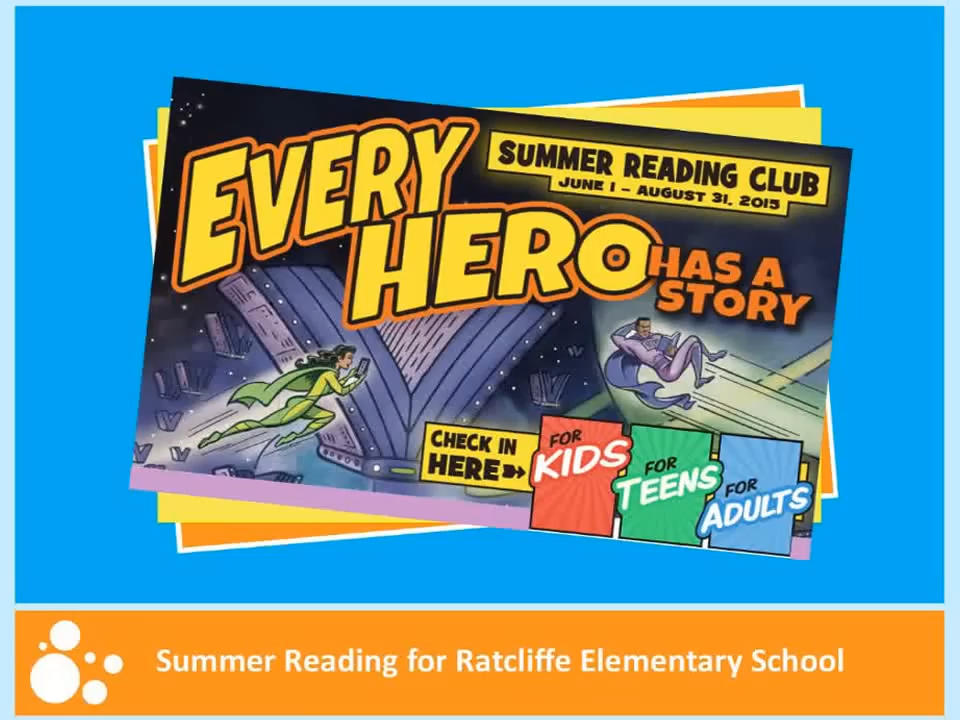 EVERY
HERO
HAS A
STORY
SUMMER READING CLUB
JUNE 1 – AUGUST 31, 2015
CHECK IN
HERE
FOR
KIDS
FOR
TEENS
FOR
ADULTS
Summer Reading for Ratcliffe Elementary School